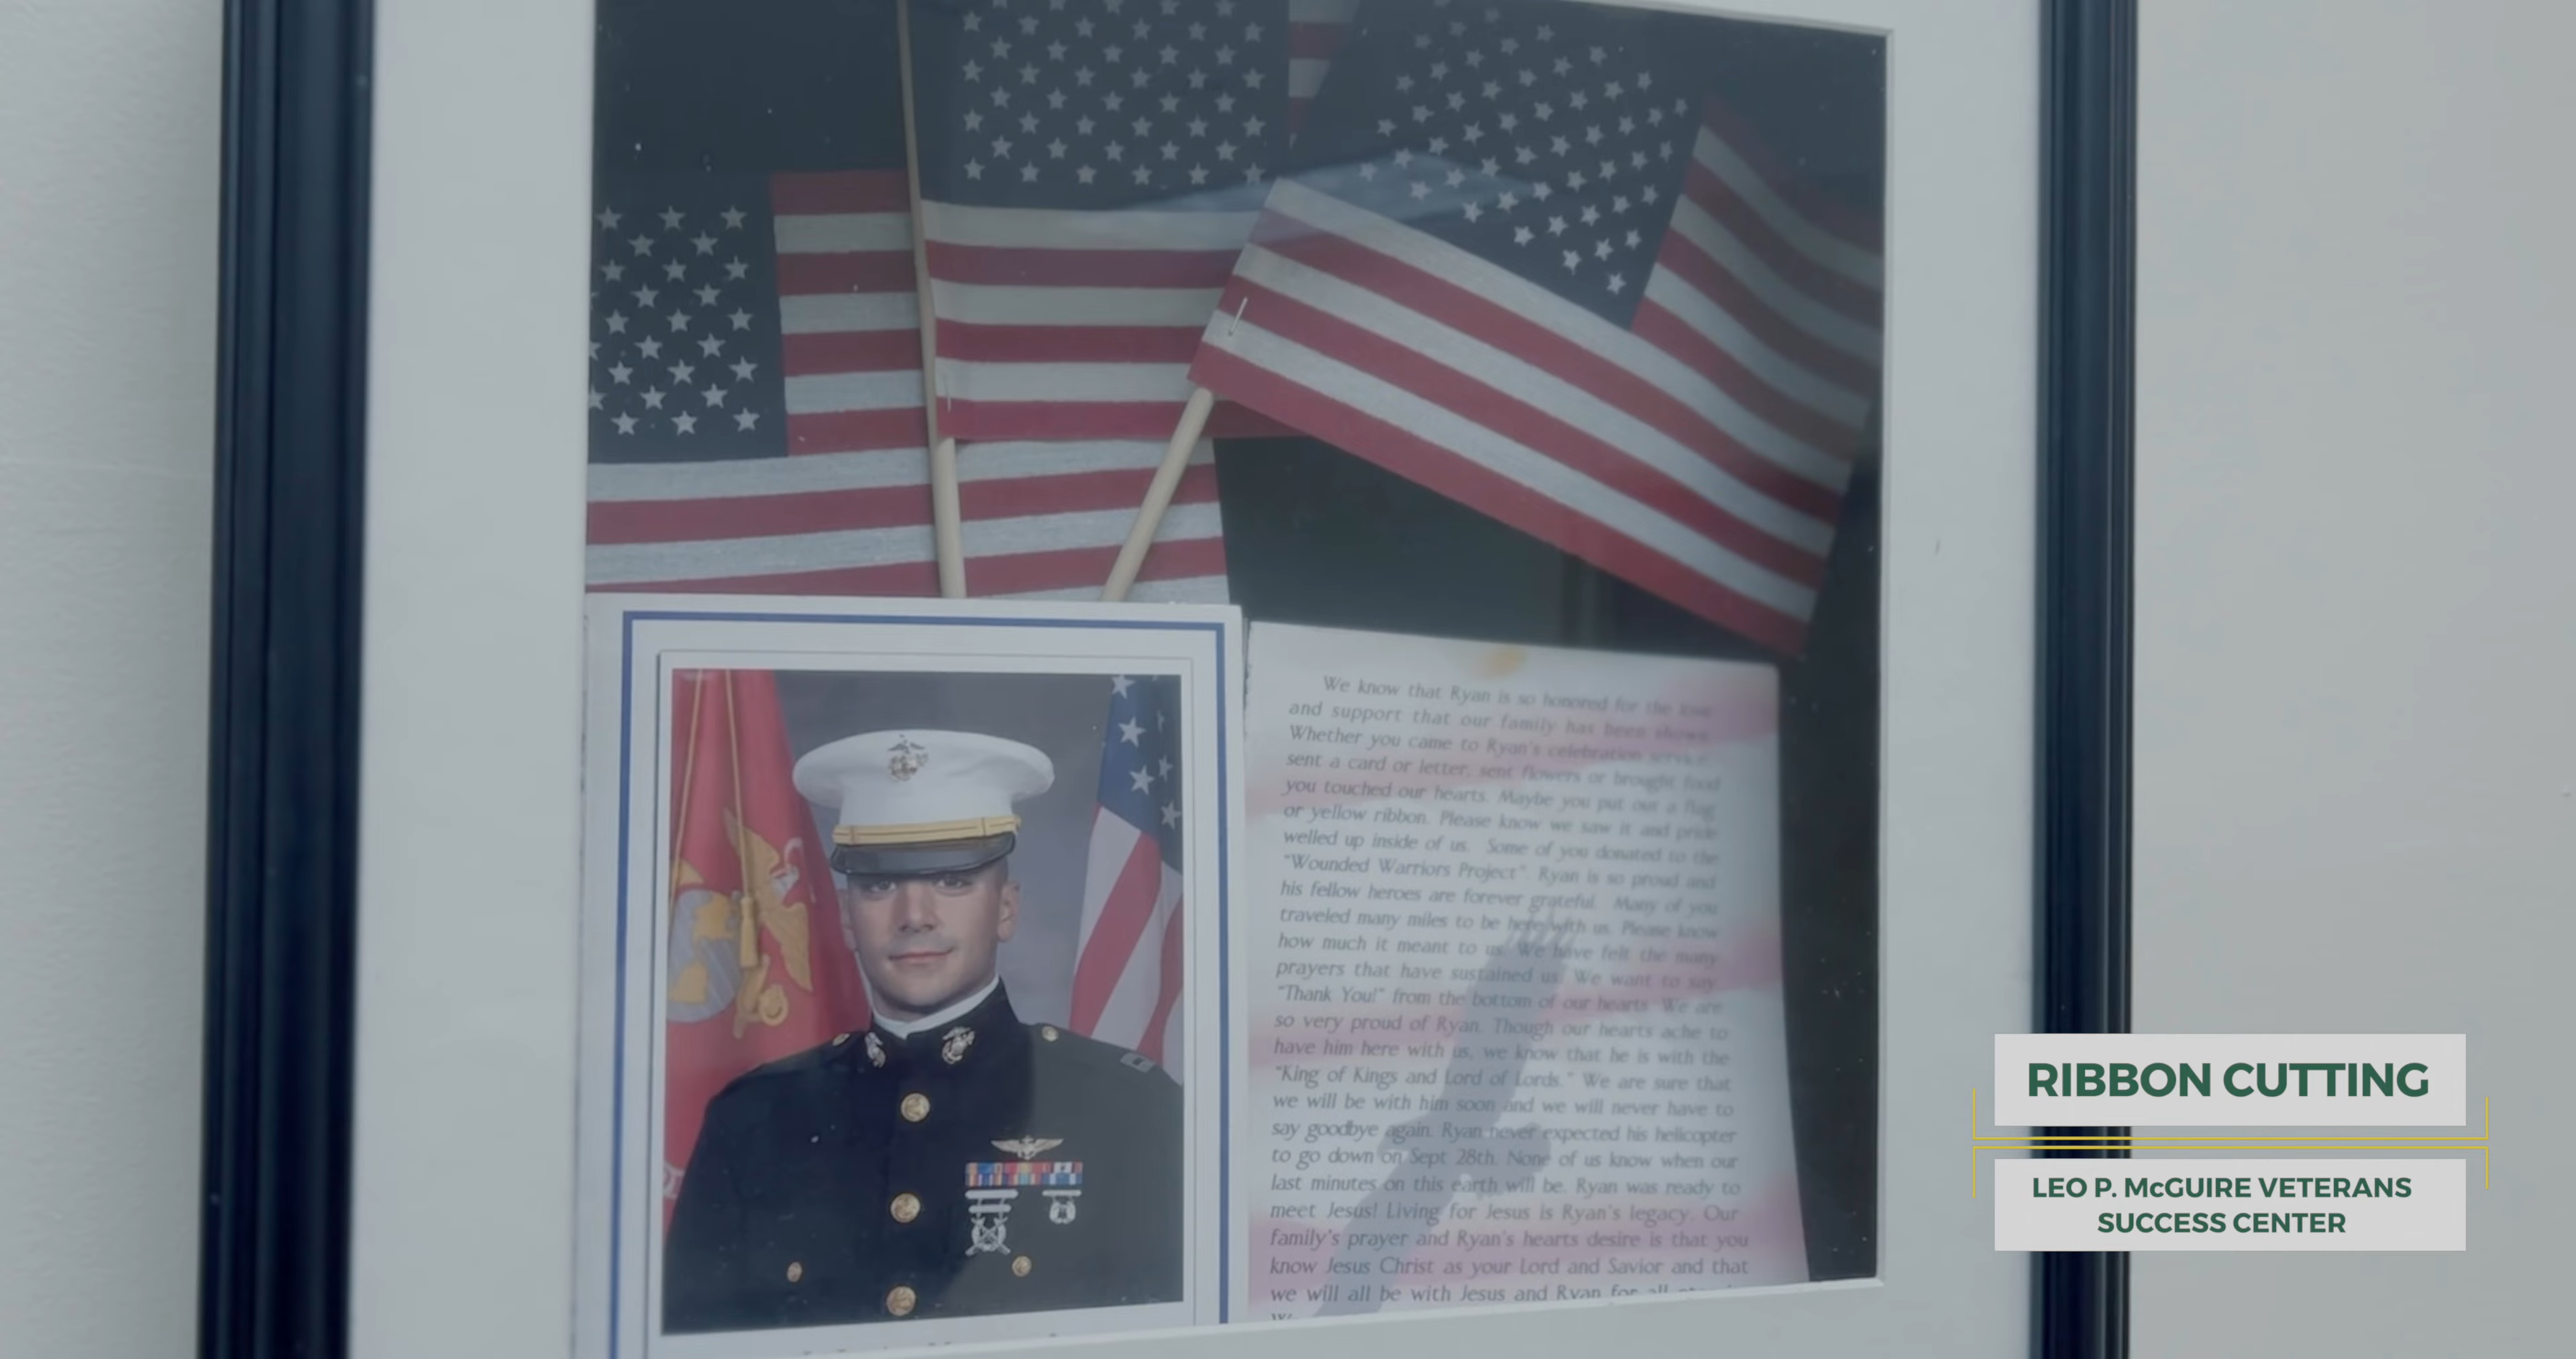 We know that Ryan is so honored for the love
and support that our family has been shown.
Whether you came to Ryan's celebration service,
sent a card or letter, sent flowers or brought food
you touched our hearts. Maybe you put out a flag
or yellow ribbon. Please know we saw it and pride
welled up inside of us. Some of you donated to the
"Wounded Warriors Project". Ryan is so proud and
his fellow heroes are forever grateful. Many of you
traveled many miles to be here with us. Please know
how much it meant to us. We have felt the many
prayers that have sustained us. We want to say
"Thank You!" from the bottom of our hearts. We are
so very proud of Ryan. Though our hearts ache to
have him here with us, we know that he is with the
"King of Kings and Lord of Lords." We are sure that
we will be with him soon and we will never have to
say goodbye again. Ryan never expected his helicopter
to go down on Sept 28th. None of us know when our
last minutes on this earth will be. Ryan was ready to
meet Jesus! Living for Jesus is Ryan's legacy. Our
family's prayer and Ryan's hearts desire is that you
know Jesus Christ as your Lord and Savior and that
we will all be with Jesus and Ryan for all
RIBBON CUTTING
LEO P. McGUIRE VETERANS
SUCCESS CENTER